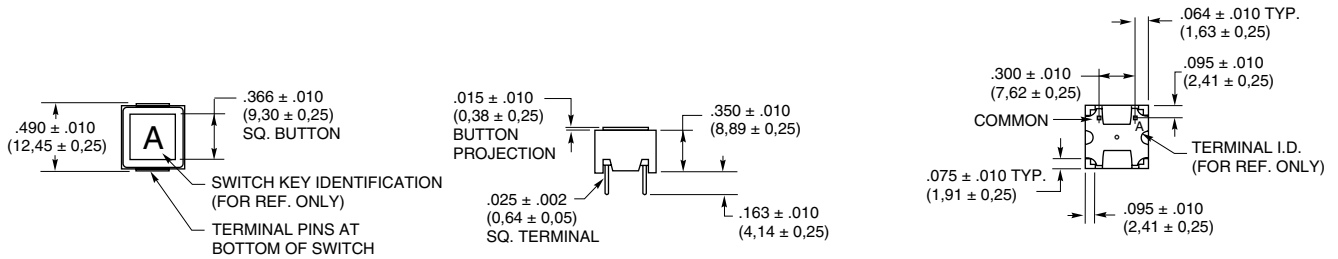 .490 ± .010
(12,45 ± 0,25)
A
.366 ± .010
(9,30 ± 0,25)
SQ. BUTTON
SWITCH KEY IDENTIFICATION
(FOR REF. ONLY)
TERMINAL PINS AT
BOTTOM OF SWITCH
.015 ± .010
(0,38 ± 0,25)
BUTTON
PROJECTION
.350 ± .010
(8,89 ± 0,25)
.025 ± .002
(0,64 ± 0,05)
SQ. TERMINAL
.163 ± .010
(4,14 ± 0,25)
.064 ± .010 TYP.
(1,63 ± 0,25)
.300 ± .010
(7,62 ± 0,25)
.095 ± .010
(2,41 ± 0,25)
COMMON
A
TERMINAL I.D.
(FOR REF. ONLY)
.075 ± .010 TYP.
(1,91 ± 0,25)
.095 ± .010
(2,41 ± 0,25)